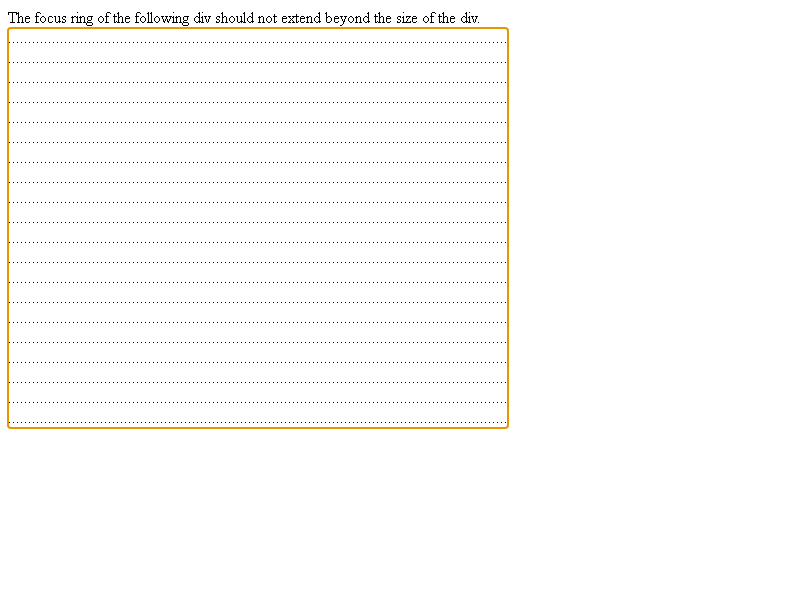 The focus ring of the following div should not extend beyond the size of the div.